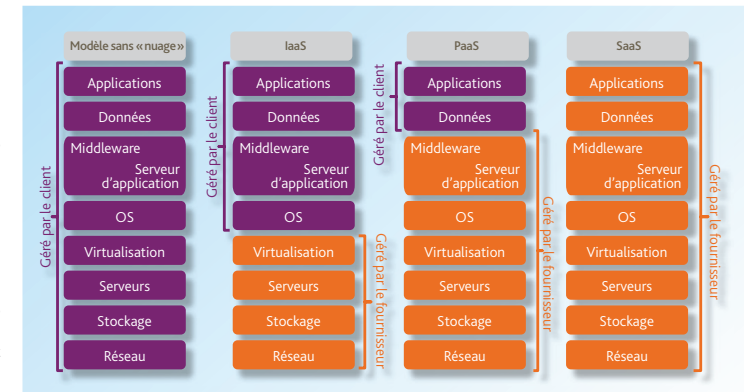 Modèle sans « nuage »
Géré par le client
Applications
Données
Middleware
Serveur
d'application
OS
Virtualisation
Serveurs
Stockage
Réseau
IaaS
Géré par le client
Applications
Données
Middleware
Serveur
d'application
OS
Virtualisation
Serveurs
Stockage
Réseau
Géré par le fournisseur
PaaS
Géré par le client
Applications
Données
Middleware
Serveur
d'application
OS
Virtualisation
Serveurs
Stockage
Réseau
Géré par le fournisseur
SaaS
Applications
Données
Middleware
Serveur
d'application
OS
Virtualisation
Serveurs
Stockage
Réseau
Géré par le fournisseur